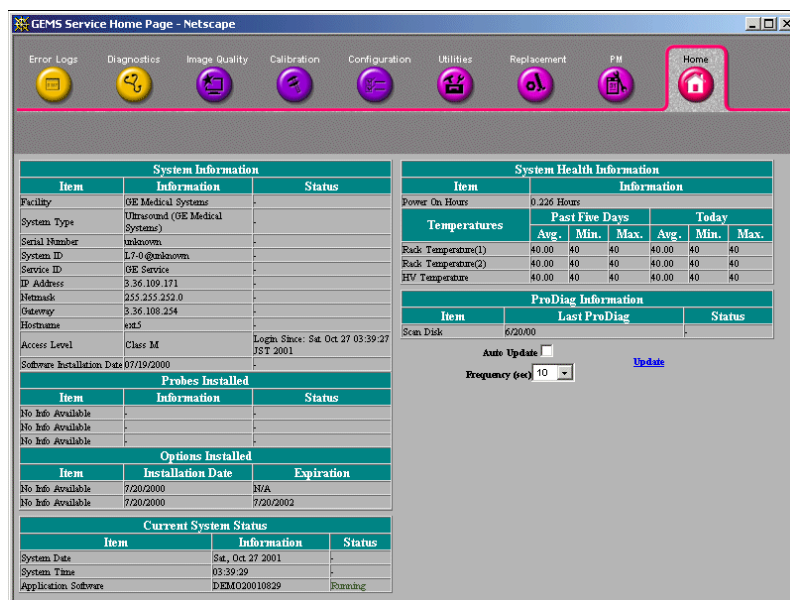 GEMS Service Home Page - Netscape
Error Logs Diagnostics Image Quality Calibration Configuration Utilities Replacement PM Home
System Information
Item Information Status
Facility GE Medical Systems -
System Type Ultrasound (GE Medical Systems) -
Serial Number unknown -
System ID L7-0@unknown -
Service ID GE Service -
IP Address 3.36.109.171 -
Netmask 255.255.252.0 -
Gateway 3.36.108.254 -
Hostname ext5 -
Access Level Class M Login Since: Sat Oct 27 03:39:27 JST 2001
Software Installation Date 07/19/2000 -
Probes Installed
Item Information Status
No Info Available - -
No Info Available - -
No Info Available - -
Options Installed
Item Installation Date Expiration
No Info Available 7/20/2000 N/A
No Info Available 7/20/2000 7/20/2002
Current System Status
Item Information Status
System Date Sat, Oct 27 2001 -
System Time 03:39:29 -
Application Software DEMO20010829 Running
System Health Information
Item Information
Power On Hours 0.226 Hours
Temperatures Past Five Days Today
Avg. Min. Max. Avg. Min. Max.
Rack Temperature(1) 40.00 40 40 40.00 40 40
Rack Temperature(2) 40.00 40 40 40.00 40 40
HV Temperature 40.00 40 40 40.00 40 40
ProDiag Information
Item Last ProDiag Status
Scan Disk 6/20/00 -
Auto Update
Update
Frequency (sec) 10